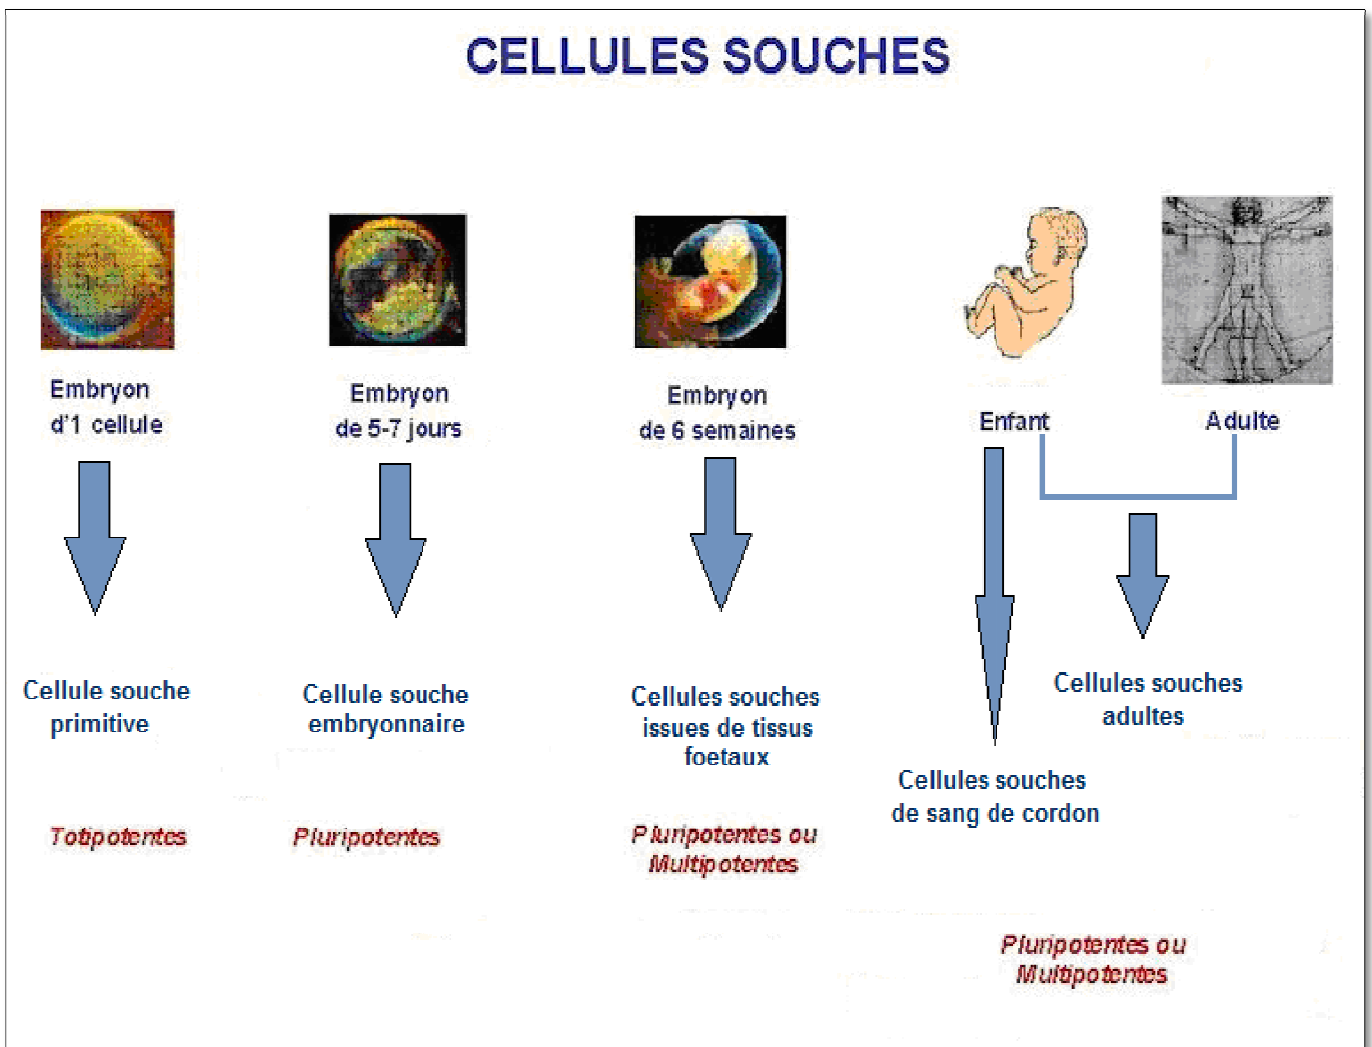 CELLULES SOUCHES
Embryon
d'1 cellule
Embryon
de 5-7 jours
Embryon
de 6 semaines
Enfant
Adulte
Cellule souche
primitive
Cellule souche
embryonnaire
Cellules souches
issues de tissus
foetaux
Cellules souches
de sang de cordon
Cellules souches
adultes
Totipotentes
Pluripotentes
Pluripotentes ou
Multipotentes
Pluripotentes ou
Multipotentes